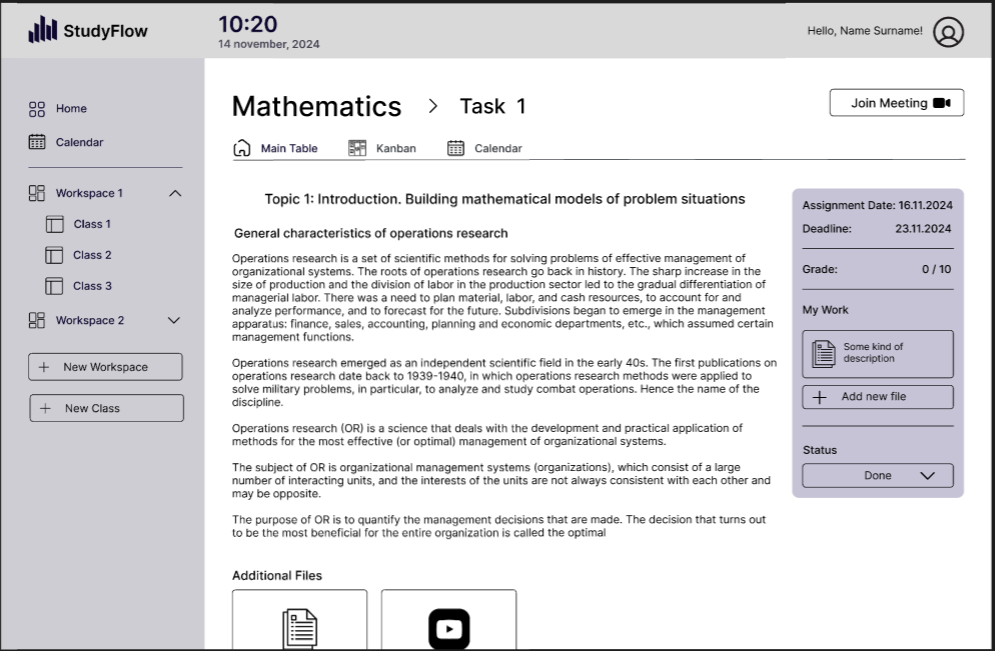 StudyFlow
10:20
14 november, 2024
Hello, Name Surname!
Home
Calendar
Workspace 1
Class 1
Class 2
Class 3
Workspace 2
New Workspace
New Class
Mathematics > Task 1
Join Meeting
Main Table
Kanban
Calendar
Topic 1: Introduction. Building mathematical models of problem situations
General characteristics of operations research
Operations research is a set of scientific methods for solving problems of effective management of
organizational systems. The roots of operations research go back in history. The sharp increase in the
size of production and the division of labor in the production sector led to the gradual differentiation of
managerial labor. There was a need to plan material, labor, and cash resources, to account for and
analyze performance, and to forecast for the future. Subdivisions began to emerge in the management
apparatus: finance, sales, accounting, planning and economic departments, etc., which assumed certain
management functions.
Operations research emerged as an independent scientific field in the early 40s. The first publications on
operations research date back to 1939-1940, in which operations research methods were applied to
solve military problems, in particular, to analyze and study combat operations. Hence the name of the
discipline.
Operations research (OR) is a science that deals with the development and practical application of
methods for the most effective (or optimal) management of organizational systems.
The subject of OR is organizational management systems (organizations), which consist of a large
number of interacting units, and the interests of the units are not always consistent with each other and
may be opposite.
The purpose of OR is to quantify the management decisions that are made. The decision that turns out
to be the most beneficial for the entire organization is called the optimal
Additional Files
Assignment Date: 16.11.2024
Deadline: 23.11.2024
Grade: 0 / 10
My Work
Some kind of
description
Add new file
Status
Done